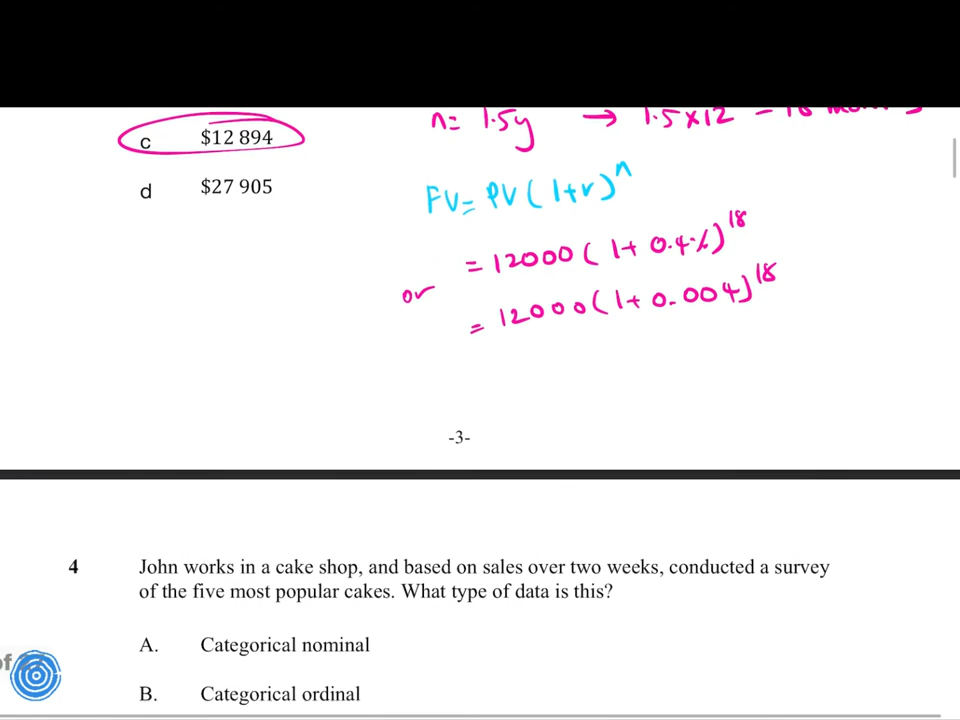 n= 1.5y → 1.5×12 =
c $12 894
d $27 905
FV= PV(1+r)^n
= 12000(1+ 0.4%)^18
or
= 12000(1+ 0.004)^18
-3-
4 John works in a cake shop, and based on sales over two weeks, conducted a survey
of the five most popular cakes. What type of data is this?
A. Categorical nominal
of
B. Categorical ordinal